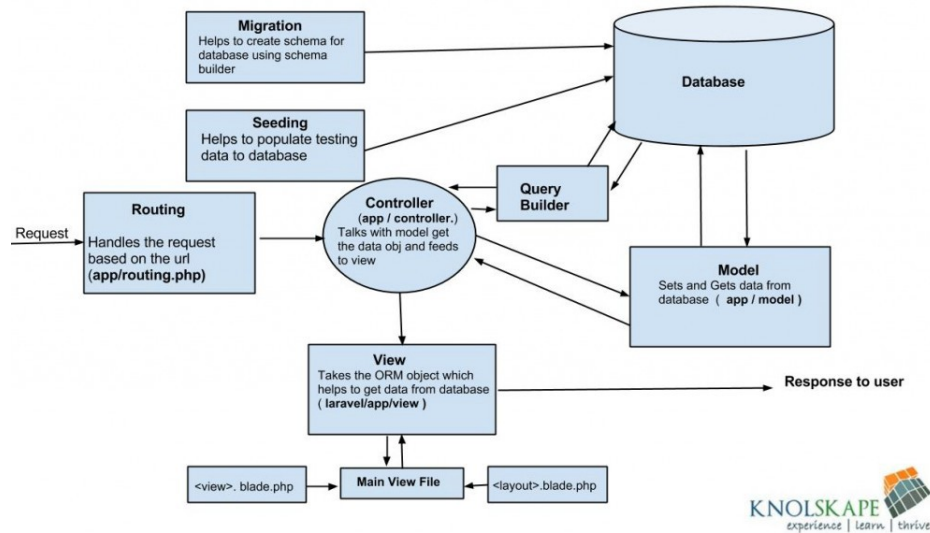 Migration
Helps to create schema for
database using schema
builder
Database
Seeding
Helps to populate testing
data to database
Query
Builder
Routing
Handles the request
based on the url
(app/routing.php)
Request
Controller
(app / controller.)
Talks with model get
the data obj and feeds
to view
Model
Sets and Gets data from
database ( app / model )
View
Takes the ORM object which
helps to get data from database
( laravel/app/view )
Response to user
<view>. blade.php
Main View File
<layout>.blade.php
KNOLSKAPE
experience | learn | thrive